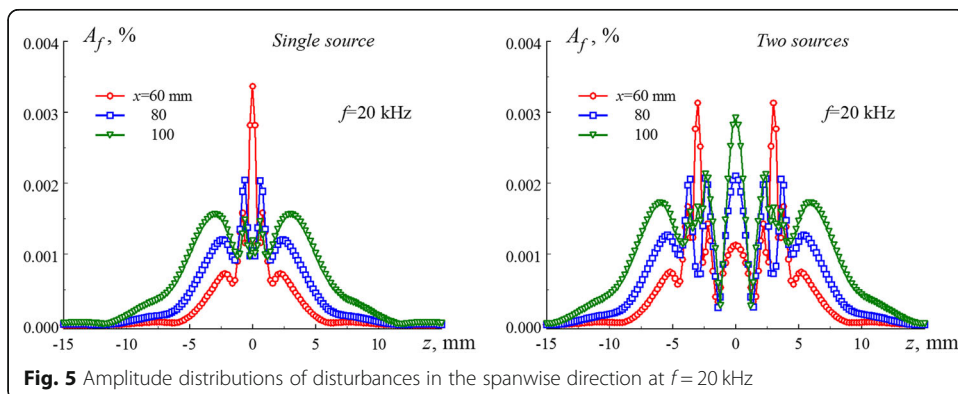 A_f, %
Single source
0.004
x=60 mm
80
100
f=20 kHz
0.003
0.002
0.001
0.000
-15 -10 -5 0 5 10 z, mm
A_f, %
Two sources
0.004
x=60 mm
80
100
f=20 kHz
0.003
0.002
0.001
0.000
-15 -10 -5 0 5 10 z, mm
Fig. 5 Amplitude distributions of disturbances in the spanwise direction at f = 20 kHz